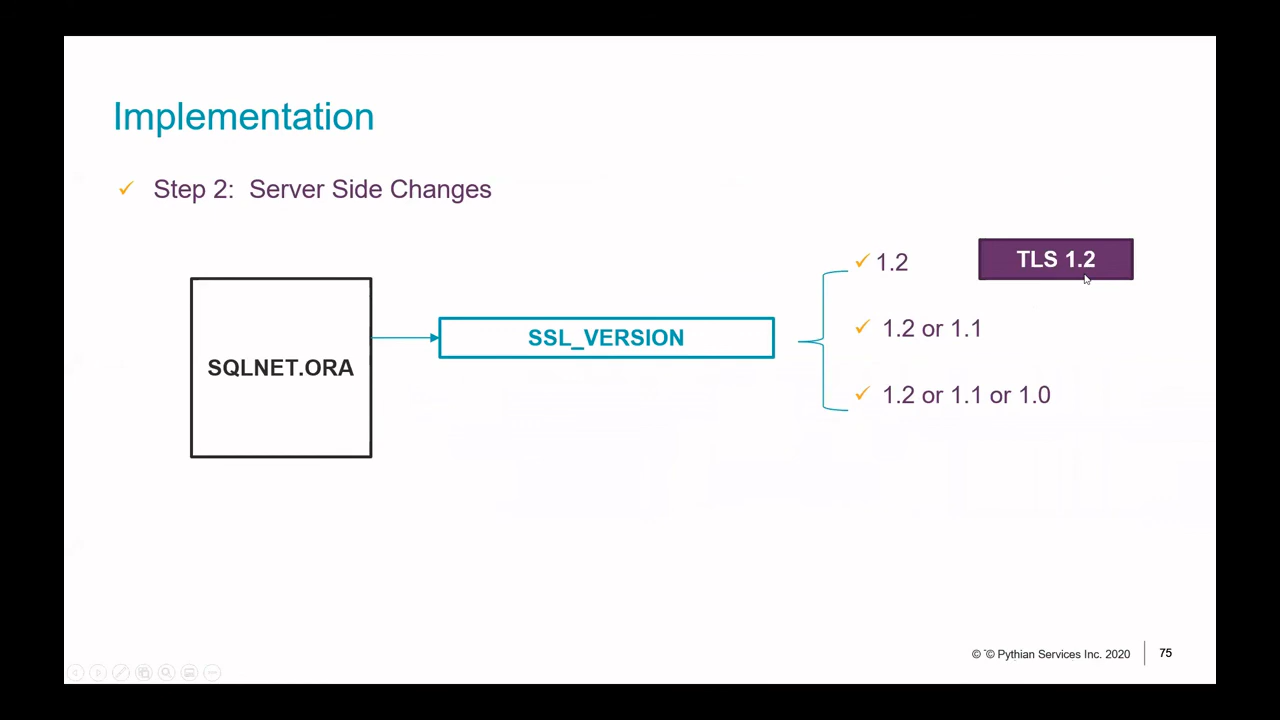 Implementation
✓ Step 2: Server Side Changes
SQLNET.ORA
SSL_VERSION
✓ 1.2
TLS 1.2
✓ 1.2 or 1.1
✓ 1.2 or 1.1 or 1.0
© ˜© Pythian Services Inc. 2020
75